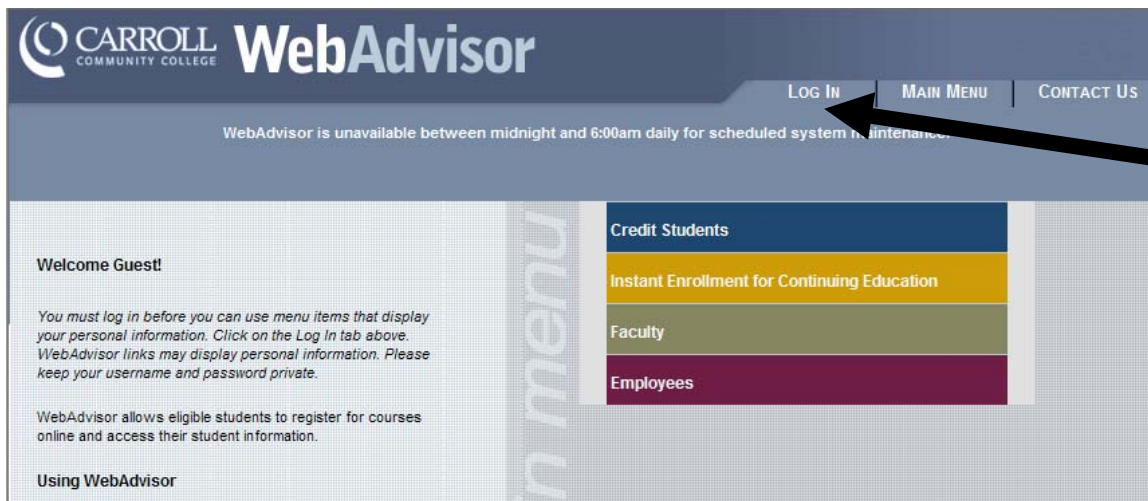 CARROLL
COMMUNITY COLLEGE
WebAdvisor
LOG IN MAIN MENU CONTACT US
WebAdvisor is unavailable between midnight and 6:00am daily for scheduled system maintenance.
Welcome Guest!
You must log in before you can use menu items that display
your personal information. Click on the Log In tab above.
WebAdvisor links may display personal information. Please
keep your username and password private.
WebAdvisor allows eligible students to register for courses
online and access their student information.
Using WebAdvisor
in menu
Credit Students
Instant Enrollment for Continuing Education
Faculty
Employees